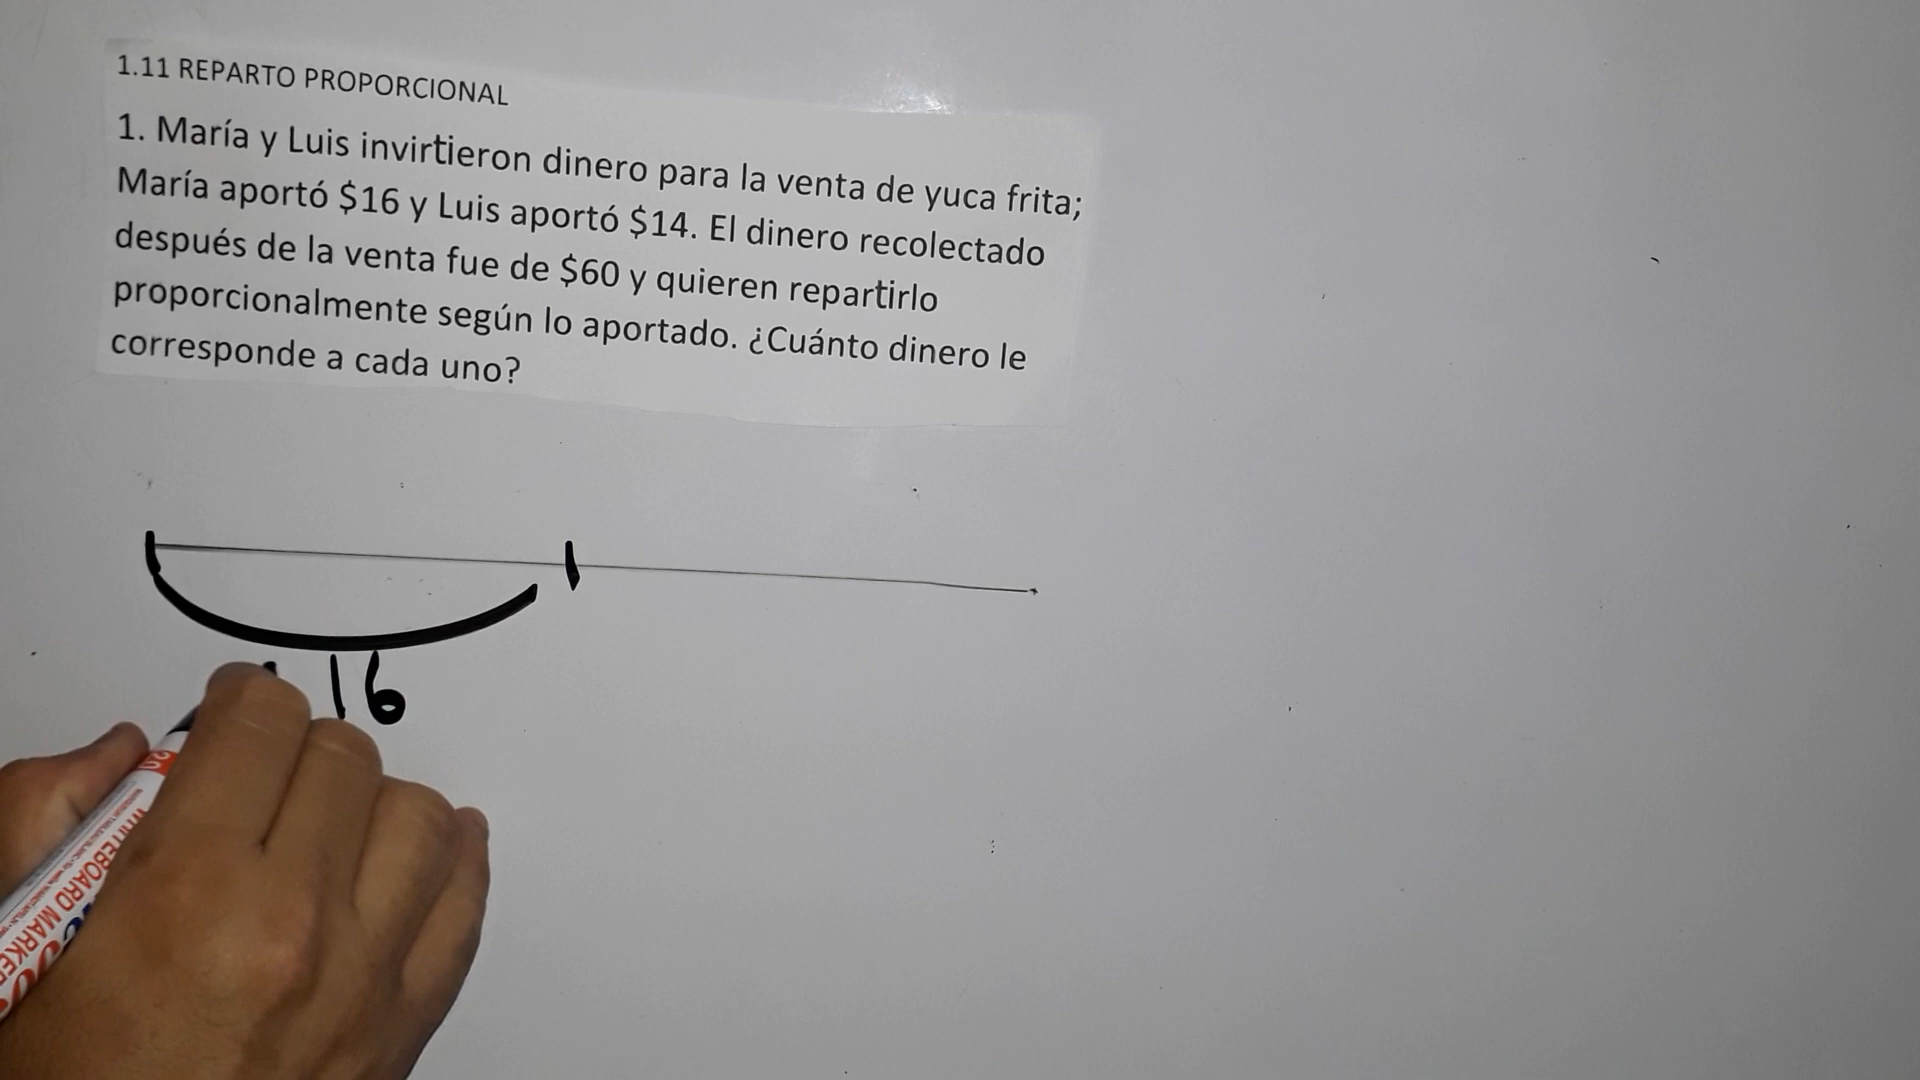 1.11 REPARTO PROPORCIONAL
1. María y Luis invirtieron dinero para la venta de yuca frita;
María aportó $16 y Luis aportó $14. El dinero recolectado
después de la venta fue de $60 y quieren repartirlo
proporcionalmente según lo aportado. ¿Cuánto dinero le
corresponde a cada uno?
16
WHITEBOARD MARKER